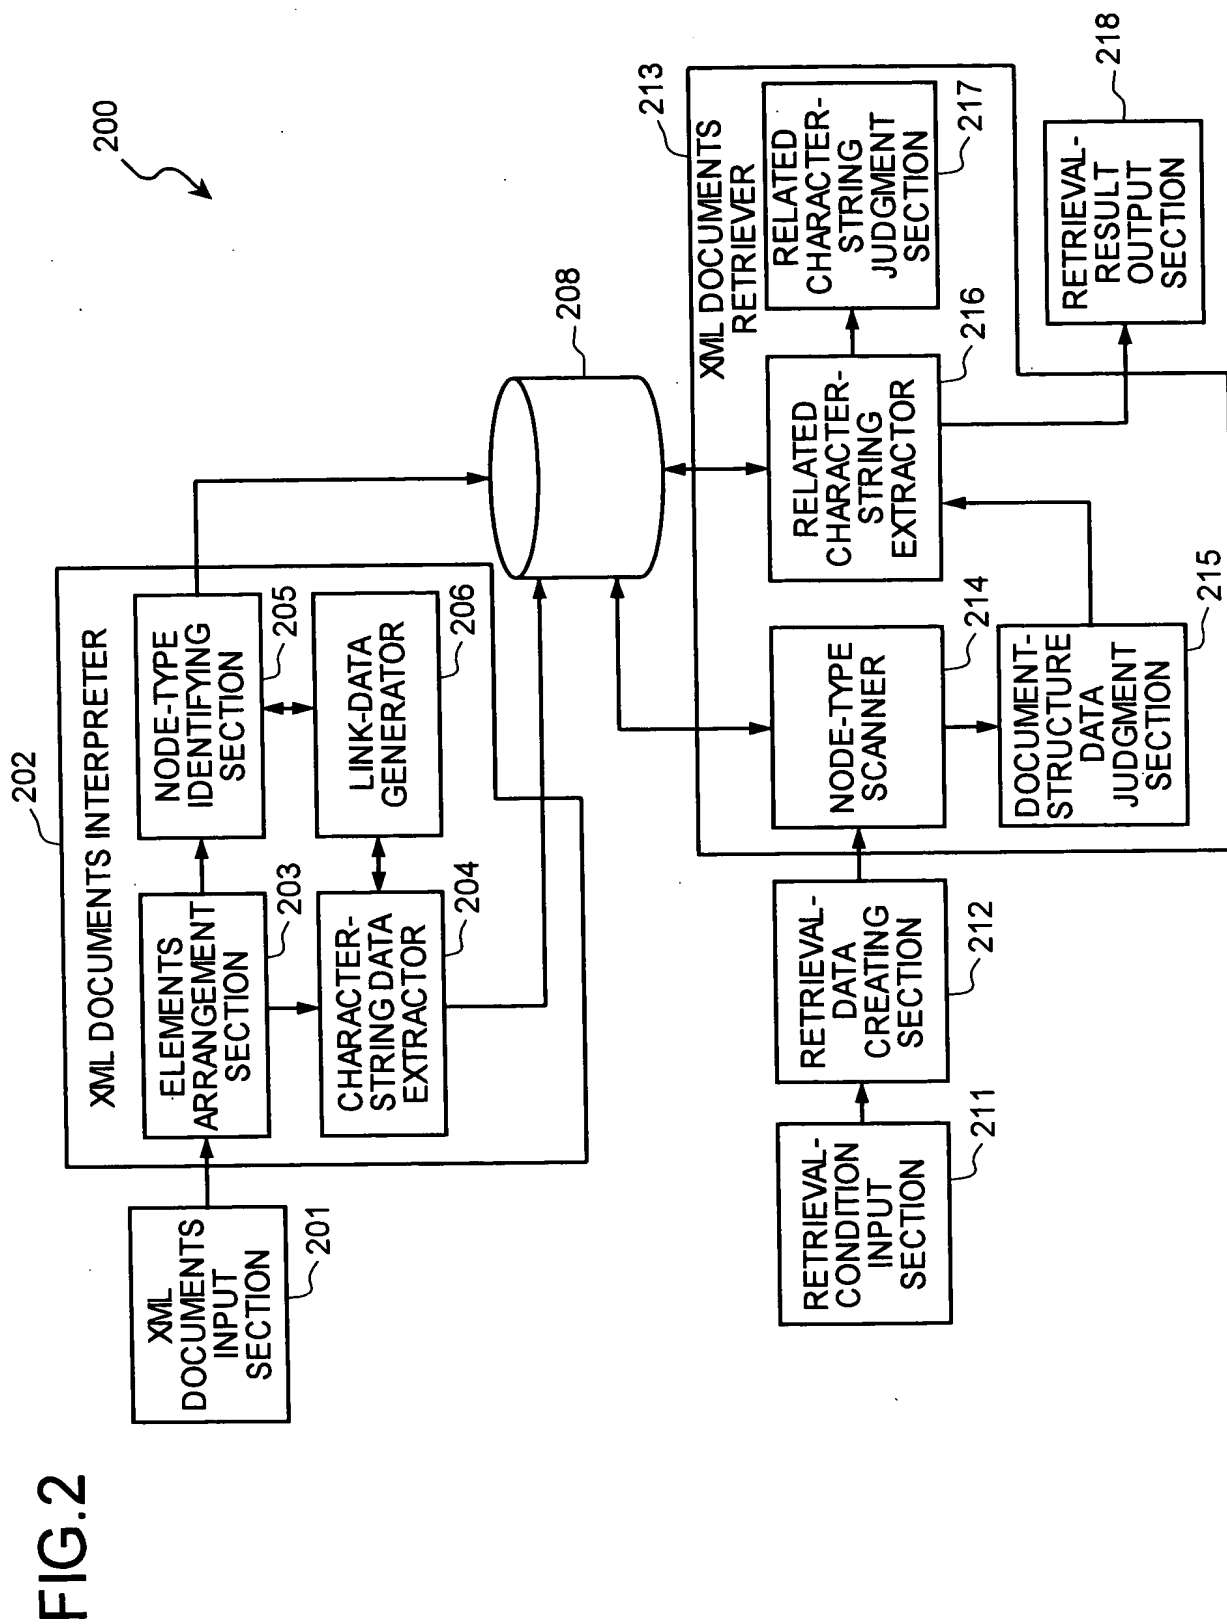 FIG.2
200
202
XML DOCUMENTS INTERPRETER
XML
DOCUMENTS
INPUT
SECTION
201
ELEMENTS
ARRANGEMENT
SECTION
203
NODE-TYPE
IDENTIFYING
SECTION
205
CHARACTER-
STRING DATA
EXTRACTOR
204
LINK-DATA
GENERATOR
206
208
213
XML DOCUMENTS
RETRIEVER
RETRIEVAL-
CONDITION
INPUT
SECTION
211
RETRIEVAL-
DATA
CREATING
SECTION
212
NODE-TYPE
SCANNER
214
RELATED
CHARACTER-
STRING
EXTRACTOR
216
RELATED
CHARACTER-
STRING
JUDGMENT
SECTION
217
DOCUMENT-
STRUCTURE
DATA
JUDGMENT
SECTION
215
RETRIEVAL-
RESULT
OUTPUT
SECTION
218